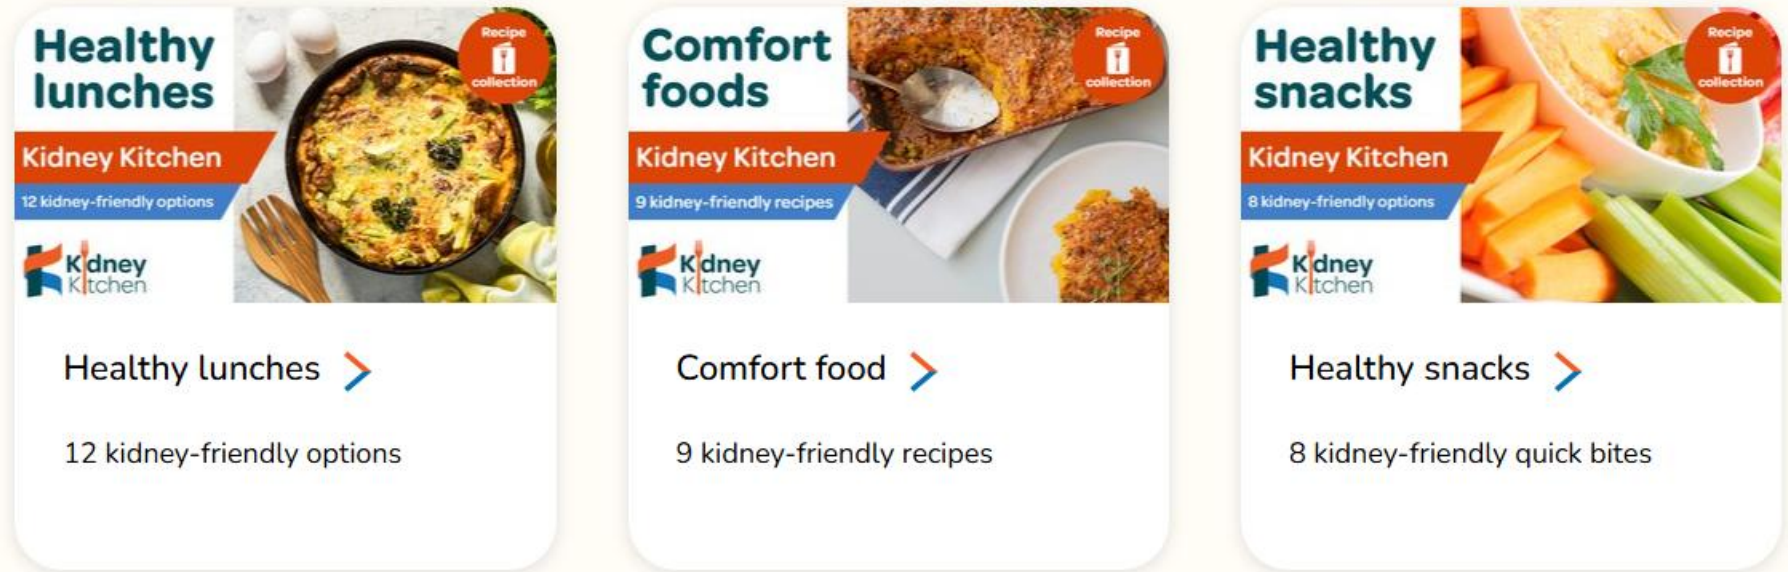 Healthy
lunches
Recipe
collection
Kidney Kitchen
12 kidney-friendly options
Kidney
Kitchen
Healthy lunches
12 kidney-friendly options
Comfort
foods
Recipe
collection
Kidney Kitchen
9 kidney-friendly recipes
Kidney
Kitchen
Comfort food
9 kidney-friendly recipes
Healthy
snacks
Recipe
collection
Kidney Kitchen
8 kidney-friendly options
Kidney
Kitchen
Healthy snacks
8 kidney-friendly quick bites